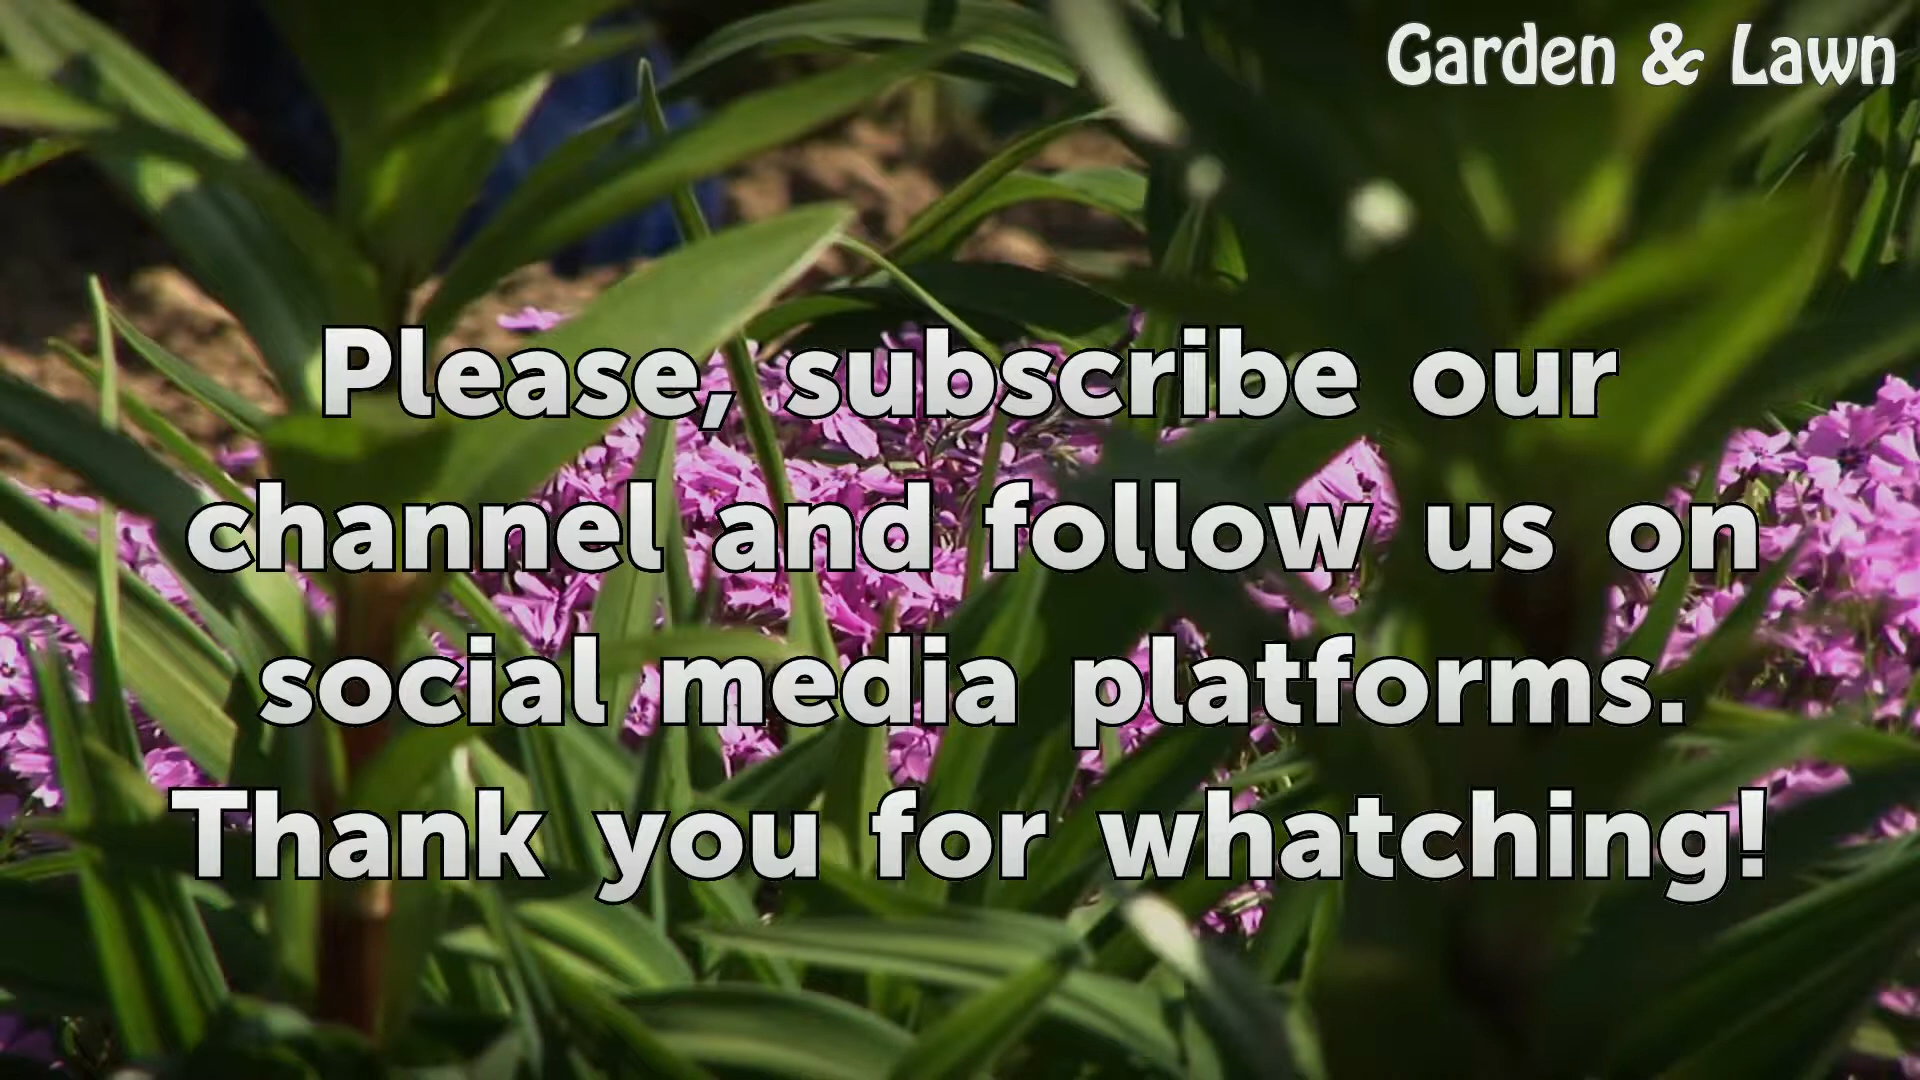 Garden & Lawn
Please, subscribe our
channel and follow us on
social media platforms.
Thank you for whatching!